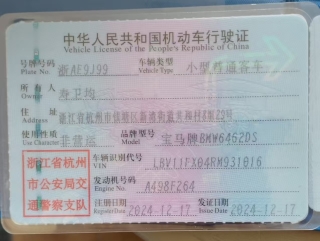 中华人民共和国机动车行驶证
Vehicle License of the People's Republic of China
号牌号码 浙AF9J99 车辆类型 小型普通客车
Plate No. Vehicle Type
所有人
Owner
住址 浙江省杭州市
Address
使用性质 非营运 品牌型号 宝马牌BMW6462DS
Use Character Model
浙江省杭州
市公安局交
通警察支队
车辆识别代号
VIN
发动机号码 A498F264
Engine No.
注册日期 2024-12-17 发证日期 2024-12-17
Register Date Issue Date